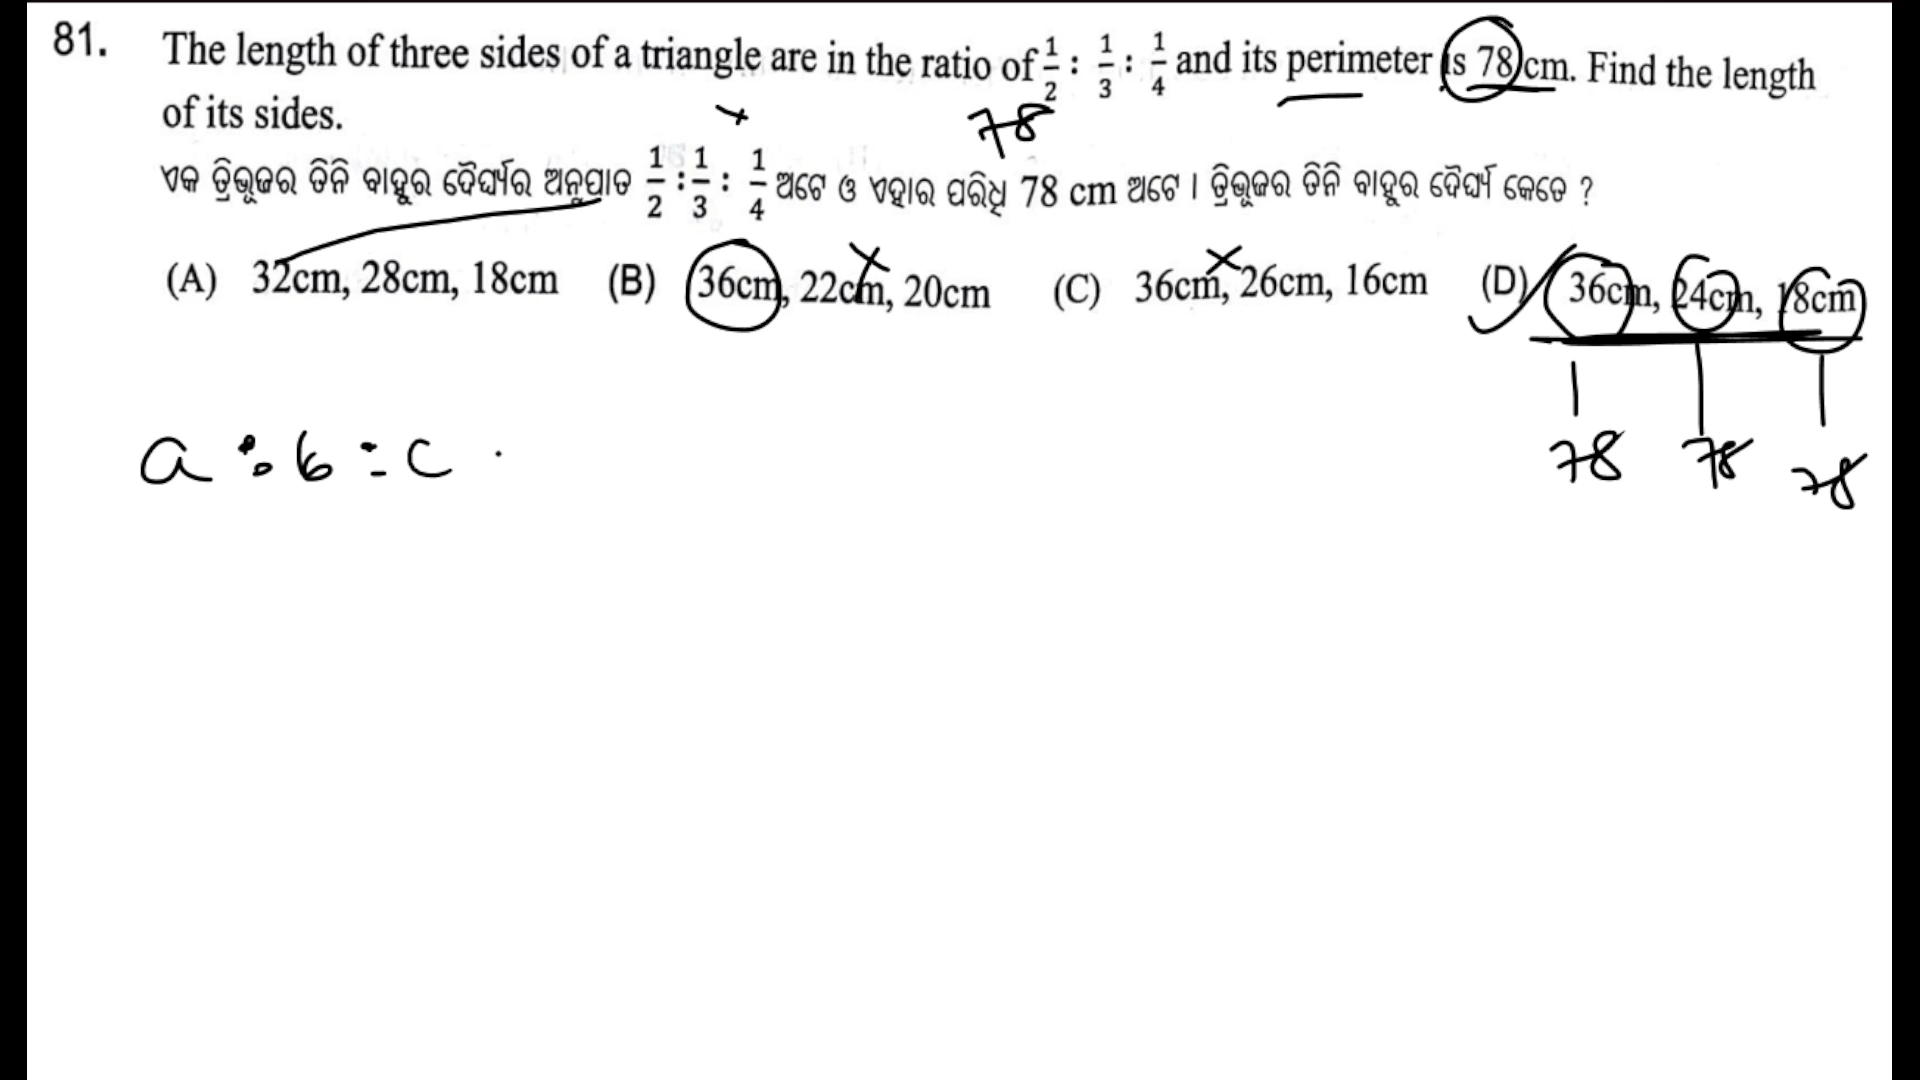 81. The length of three sides of a triangle are in the ratio of 1/2 : 1/3 : 1/4 and its perimeter is 78 cm. Find the length
of its sides.
78
ଏକ ତ୍ରିଭୂଜର ତିନି ବାହୁର ଦୈର୍ଘ୍ୟର ଅନୁପାତ 1/2 : 1/3 : 1/4 ଅଟେ ଓ ଏହାର ପରିଧି 78 cm ଅଟେ । ତ୍ରିଭୂଜର ତିନି ବାହୁର ଦୈର୍ଘ୍ୟ କେତେ ?
(A) 32cm, 28cm, 18cm (B) 36cm, 22cm, 20cm (C) 36cm, 26cm, 16cm (D) 36cm, 24cm, 18cm
78 78 78
a : b : c